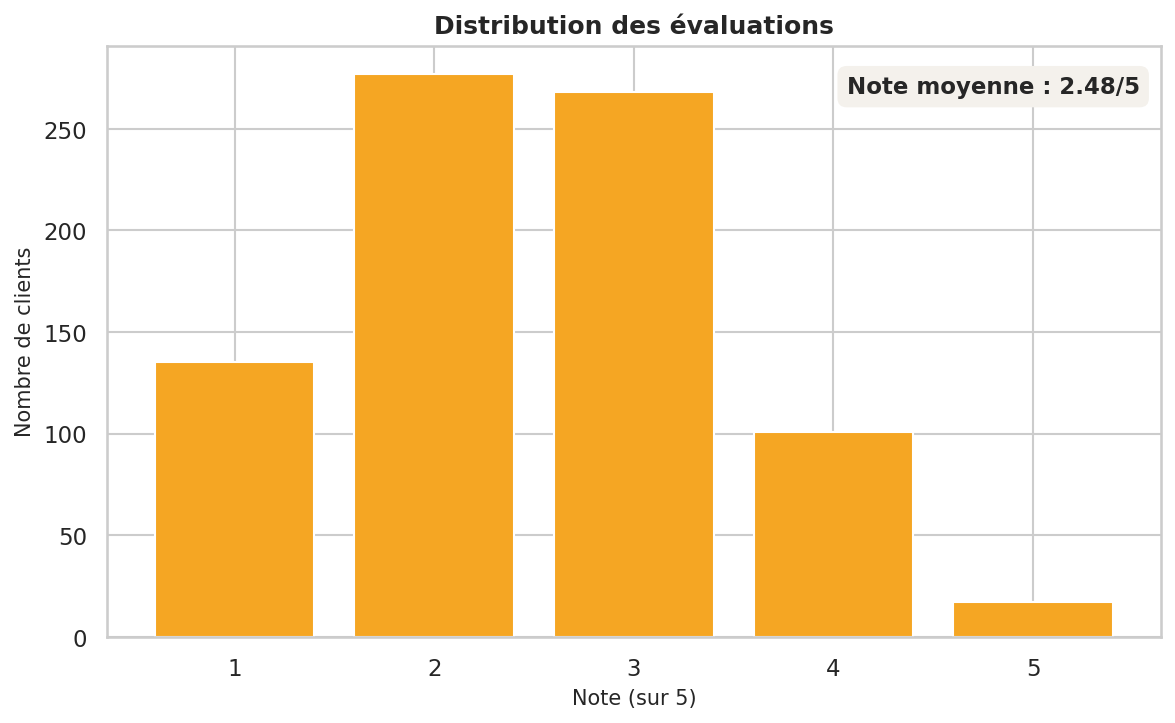 Distribution des évaluations
Note moyenne : 2.48/5
Nombre de clients
250
200
150
100
50
0
1 2 3 4 5
Note (sur 5)